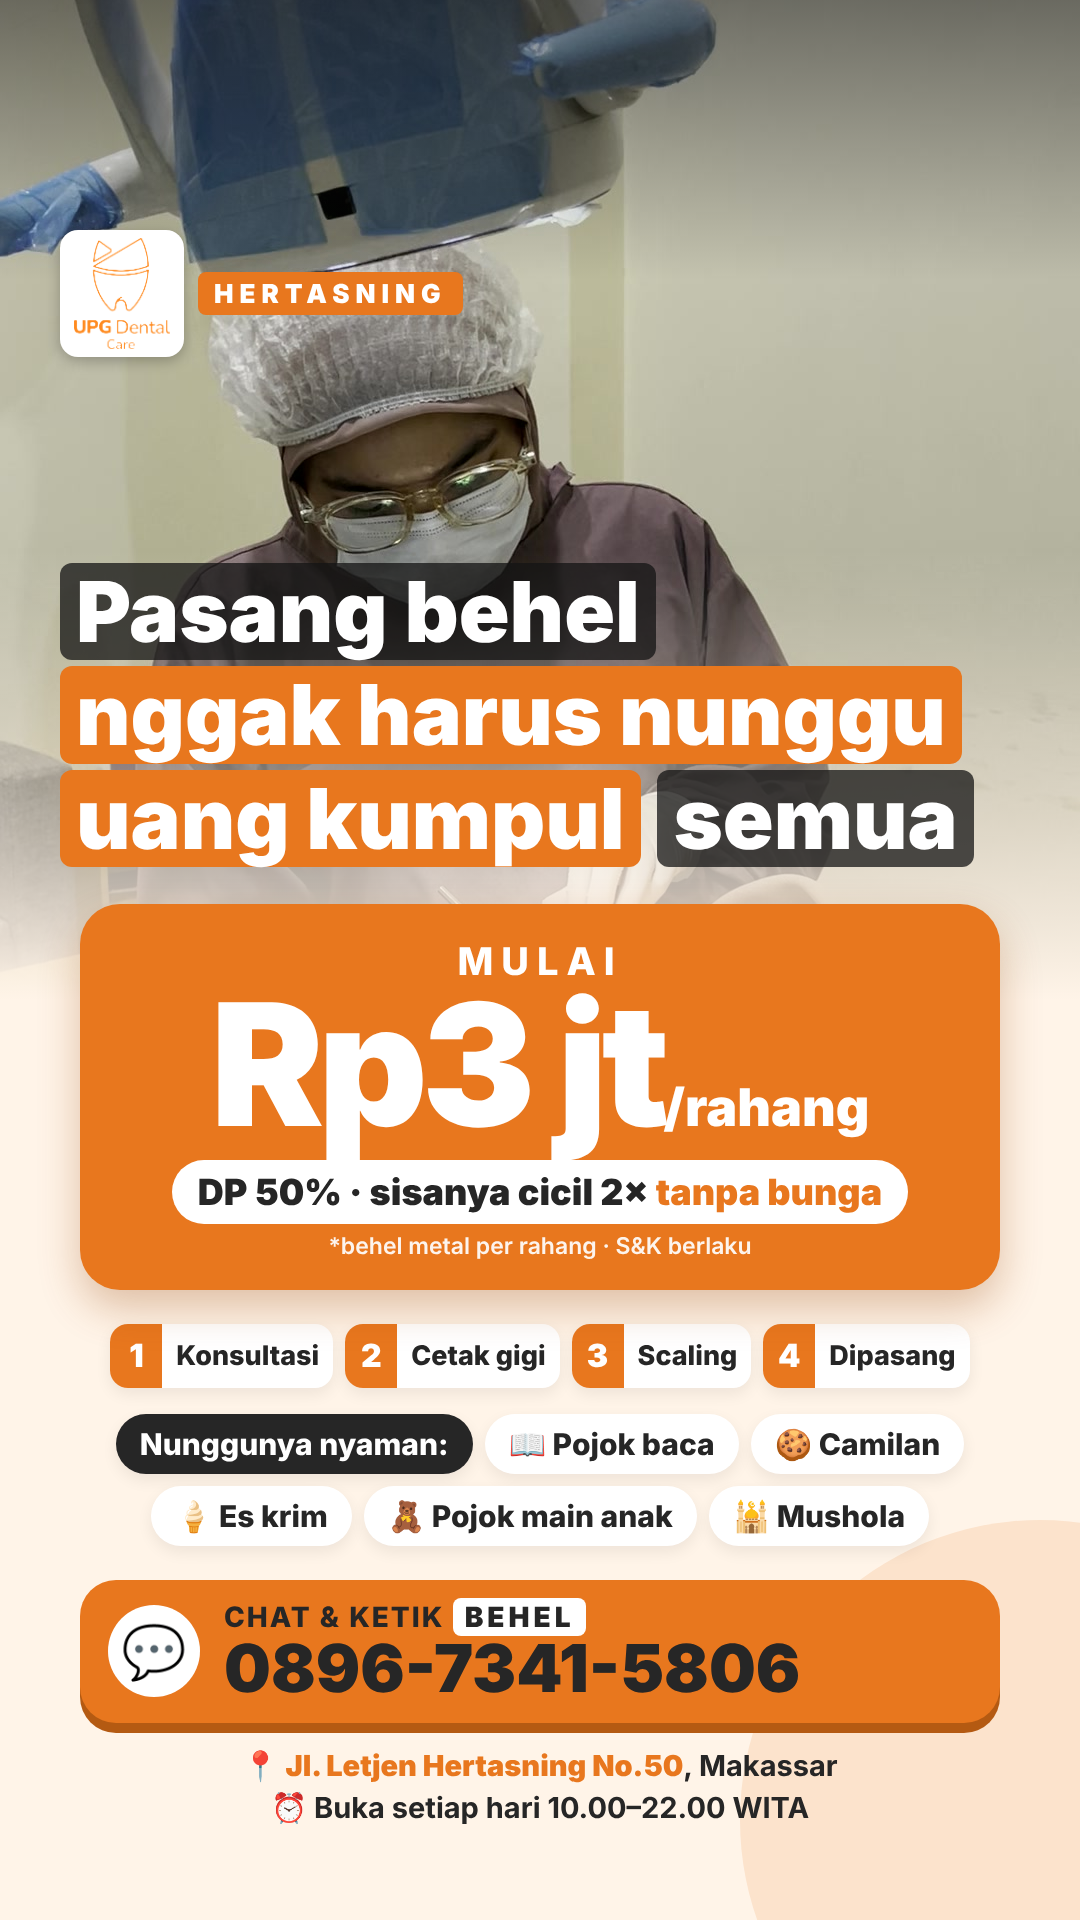 UPG Dental
Care
HERTASNING
Pasang behel
nggak harus nunggu
uang kumpul semua
MULAI
Rp3 jt/rahang
DP 50% · sisanya cicil 2× tanpa bunga
*behel metal per rahang · S&K berlaku
1 Konsultasi 2 Cetak gigi 3 Scaling 4 Dipasang
Nunggunya nyaman: 📖 Pojok baca 🍪 Camilan
🍦 Es krim 🧸 Pojok main anak 🕌 Mushola
CHAT & KETIK BEHEL
0896-7341-5806
📍 Jl. Letjen Hertasning No.50, Makassar
⏰ Buka setiap hari 10.00–22.00 WITA